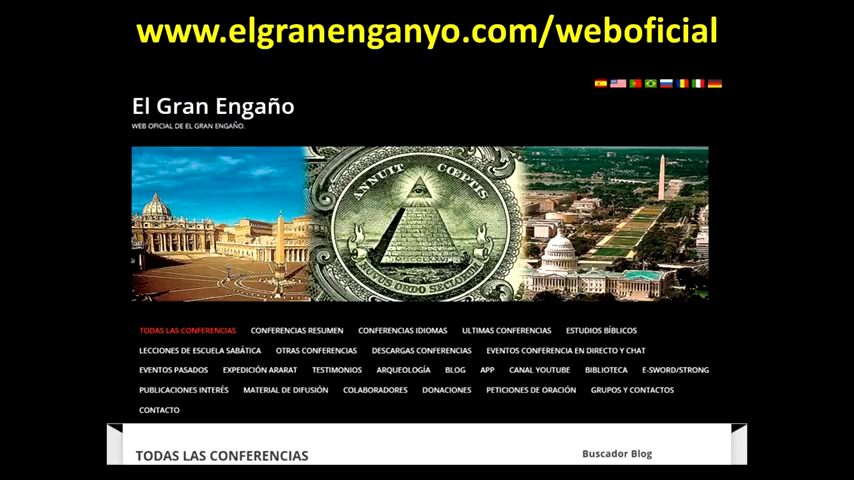 www.elgranenganyo.com/weboficial
El Gran Engaño
WEB OFICIAL DE EL GRAN ENGAÑO.
ANNUIT CŒPTIS
MDCCLXXVI
NOVUS ORDO SECLORUM
TODAS LAS CONFERENCIAS CONFERENCIAS RESUMEN CONFERENCIAS IDIOMAS ULTIMAS CONFERENCIAS ESTUDIOS BÍBLICOS
LECCIONES DE ESCUELA SABÁTICA OTRAS CONFERENCIAS DESCARGAS CONFERENCIAS EVENTOS CONFERENCIA EN DIRECTO Y CHAT
EVENTOS PASADOS EXPEDICIÓN ARARAT TESTIMONIOS ARQUEOLOGÍA BLOG APP CANAL YOUTUBE BIBLIOTECA E-SWORD/STRONG
PUBLICACIONES INTERÉS MATERIAL DE DIFUSIÓN COLABORADORES DONACIONES PETICIONES DE ORACIÓN GRUPOS Y CONTACTOS
CONTACTO
TODAS LAS CONFERENCIAS Buscador Blog